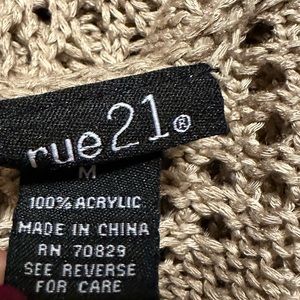 rue21®
M
100% ACRYLIC
MADE IN CHINA
RN 70829
SEE REVERSE
FOR CARE